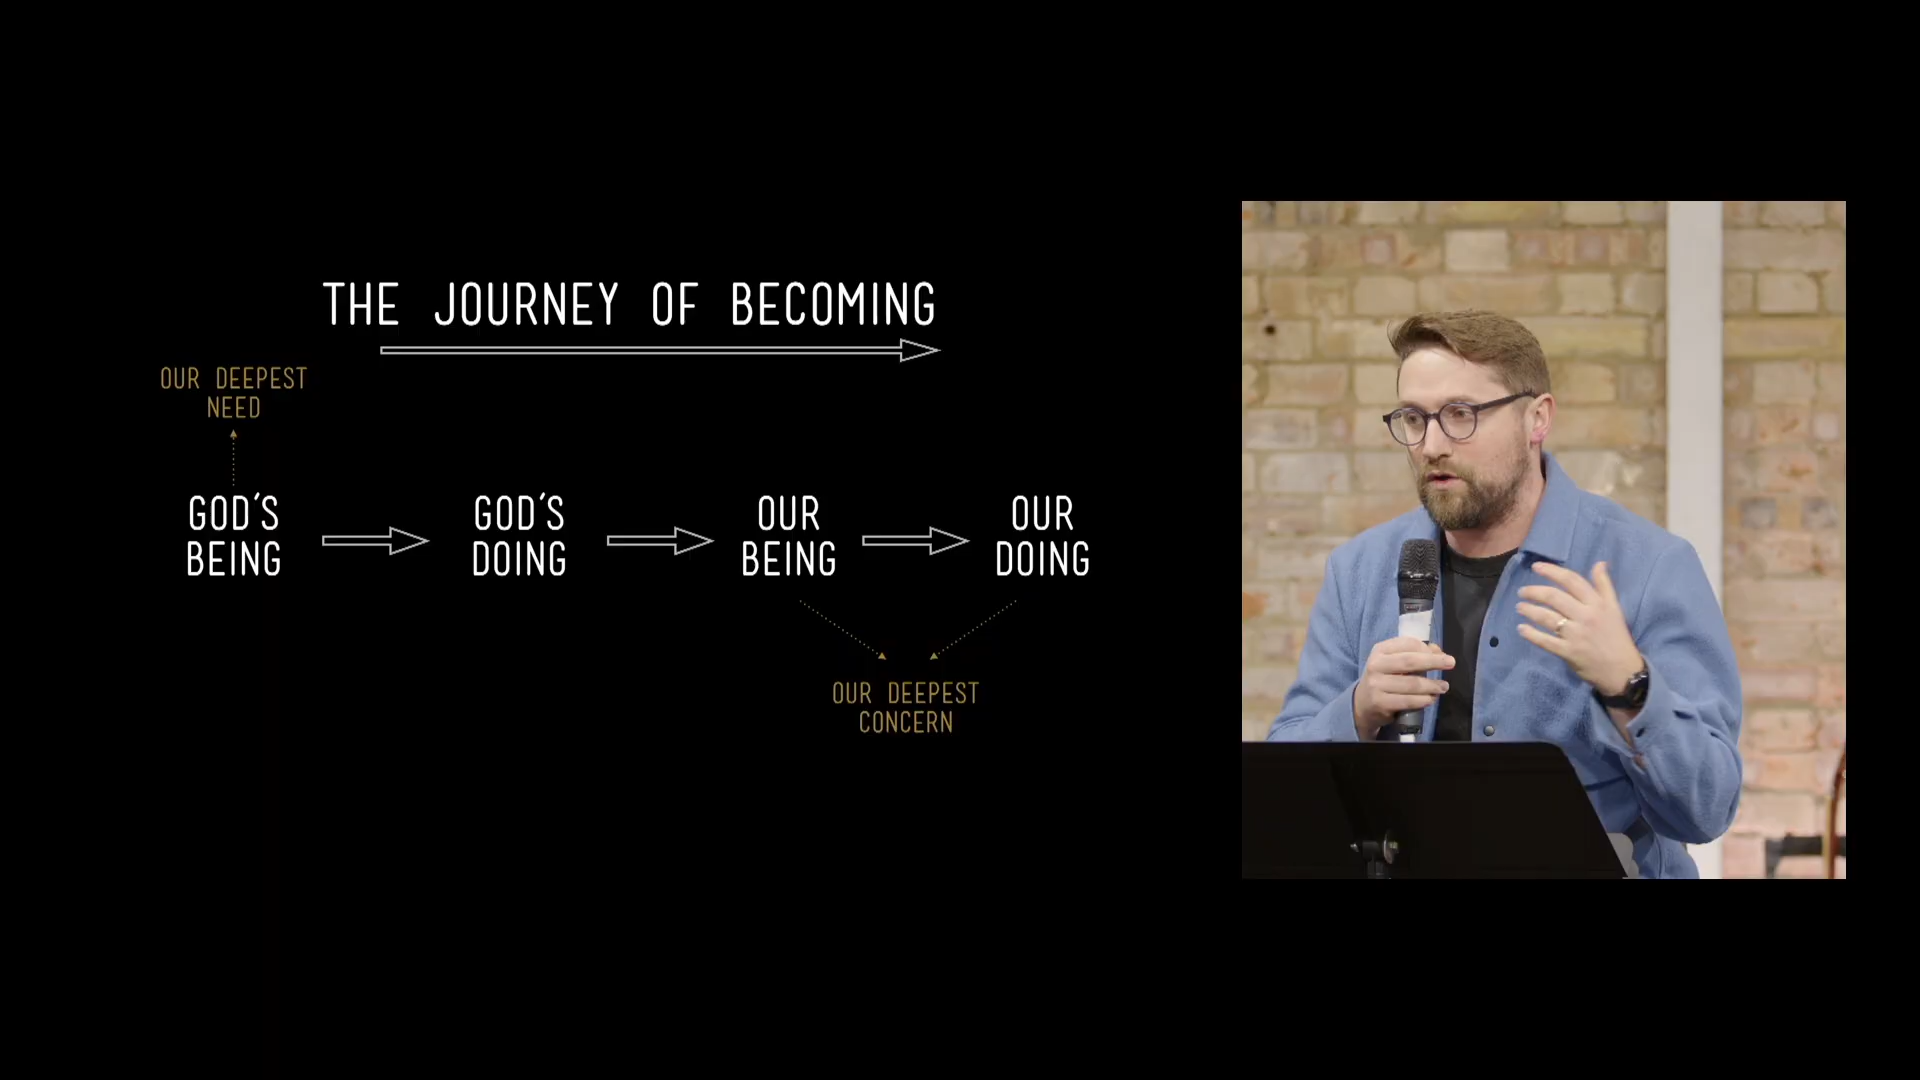 THE JOURNEY OF BECOMING
OUR DEEPEST
NEED
GOD'S
BEING
GOD'S
DOING
OUR
BEING
OUR
DOING
OUR DEEPEST
CONCERN